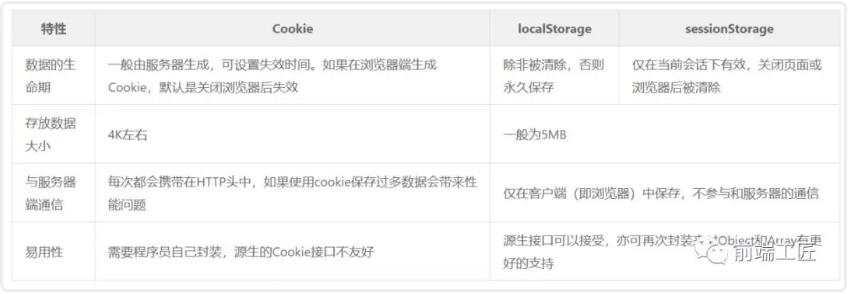 特性 Cookie localStorage sessionStorage
数据的生命期
一般由服务器生成，可设置失效时间。如果在浏览器端生成
Cookie，默认是关闭浏览器后失效
除非被清除，否则
永久保存
仅在当前会话下有效，关闭页面或
浏览器后被清除
存放数据
大小
4K左右
一般为5MB
与服务器
端通信
每次都会携带在HTTP头中，如果使用cookie保存过多数据会带来性
能问题
仅在客户端（即浏览器）中保存，不参与和服务器的通信
易用性
需要程序员自己封装，源生的Cookie接口不友好
源生接口可以接受，亦可再次封装来对Object和Array有更
好的支持
前端工匠